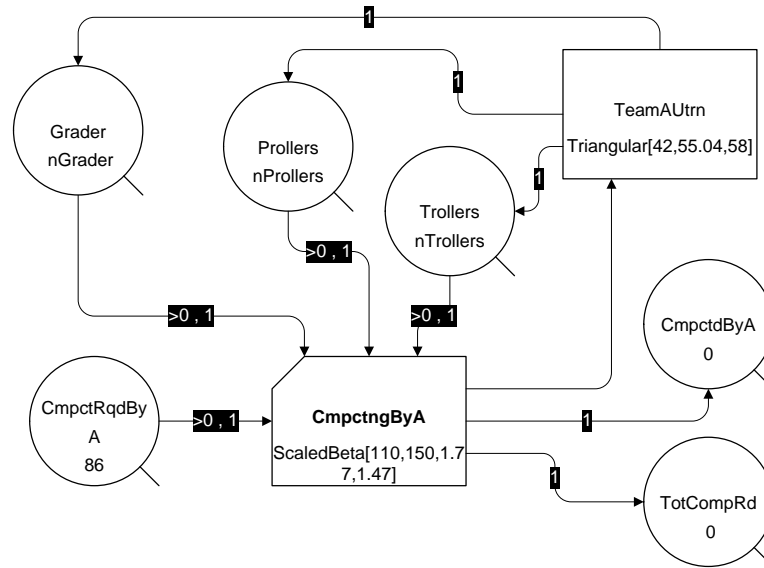 1
Grader
nGrader
Prollers
nProllers
1
TeamAUtrn
Triangular[42,55.04,58]
1
Trollers
nTrollers
>0 , 1
>0 , 1
>0 , 1
CmpctdByA
0
CmpctRqdBy
A
86
>0 , 1
CmpctngByA
ScaledBeta[110,150,1.7
7,1.47]
1
1
TotCompRd
0